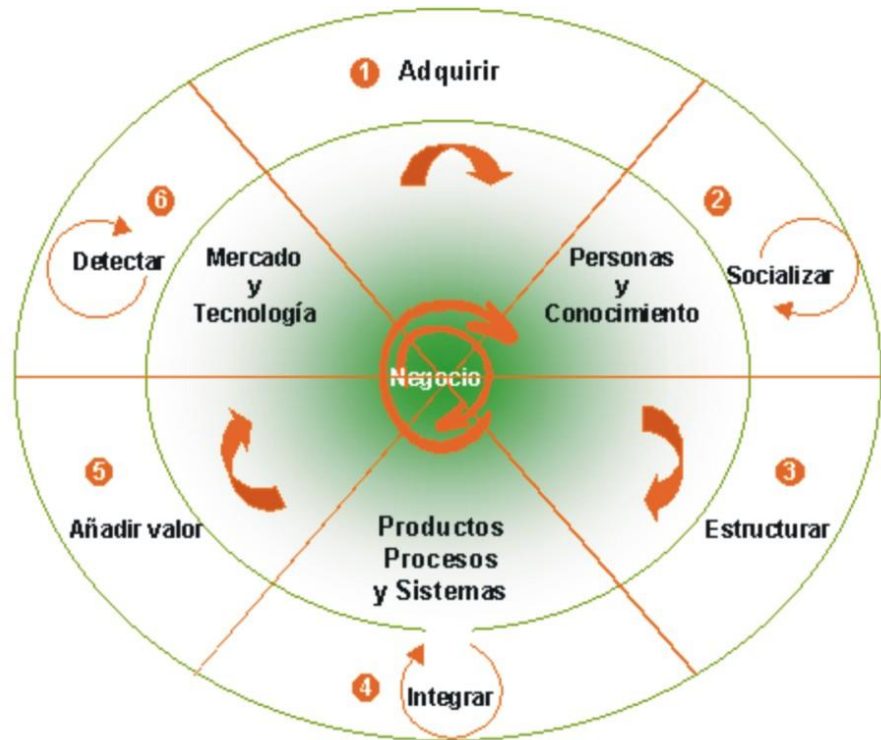 1 Adquirir
2
Socializar
3
Estructurar
4 Integrar
5
Añadir valor
6
Detectar
Mercado
y
Tecnología
Personas
y
Conocimiento
Negocio
Productos
Procesos
y Sistemas